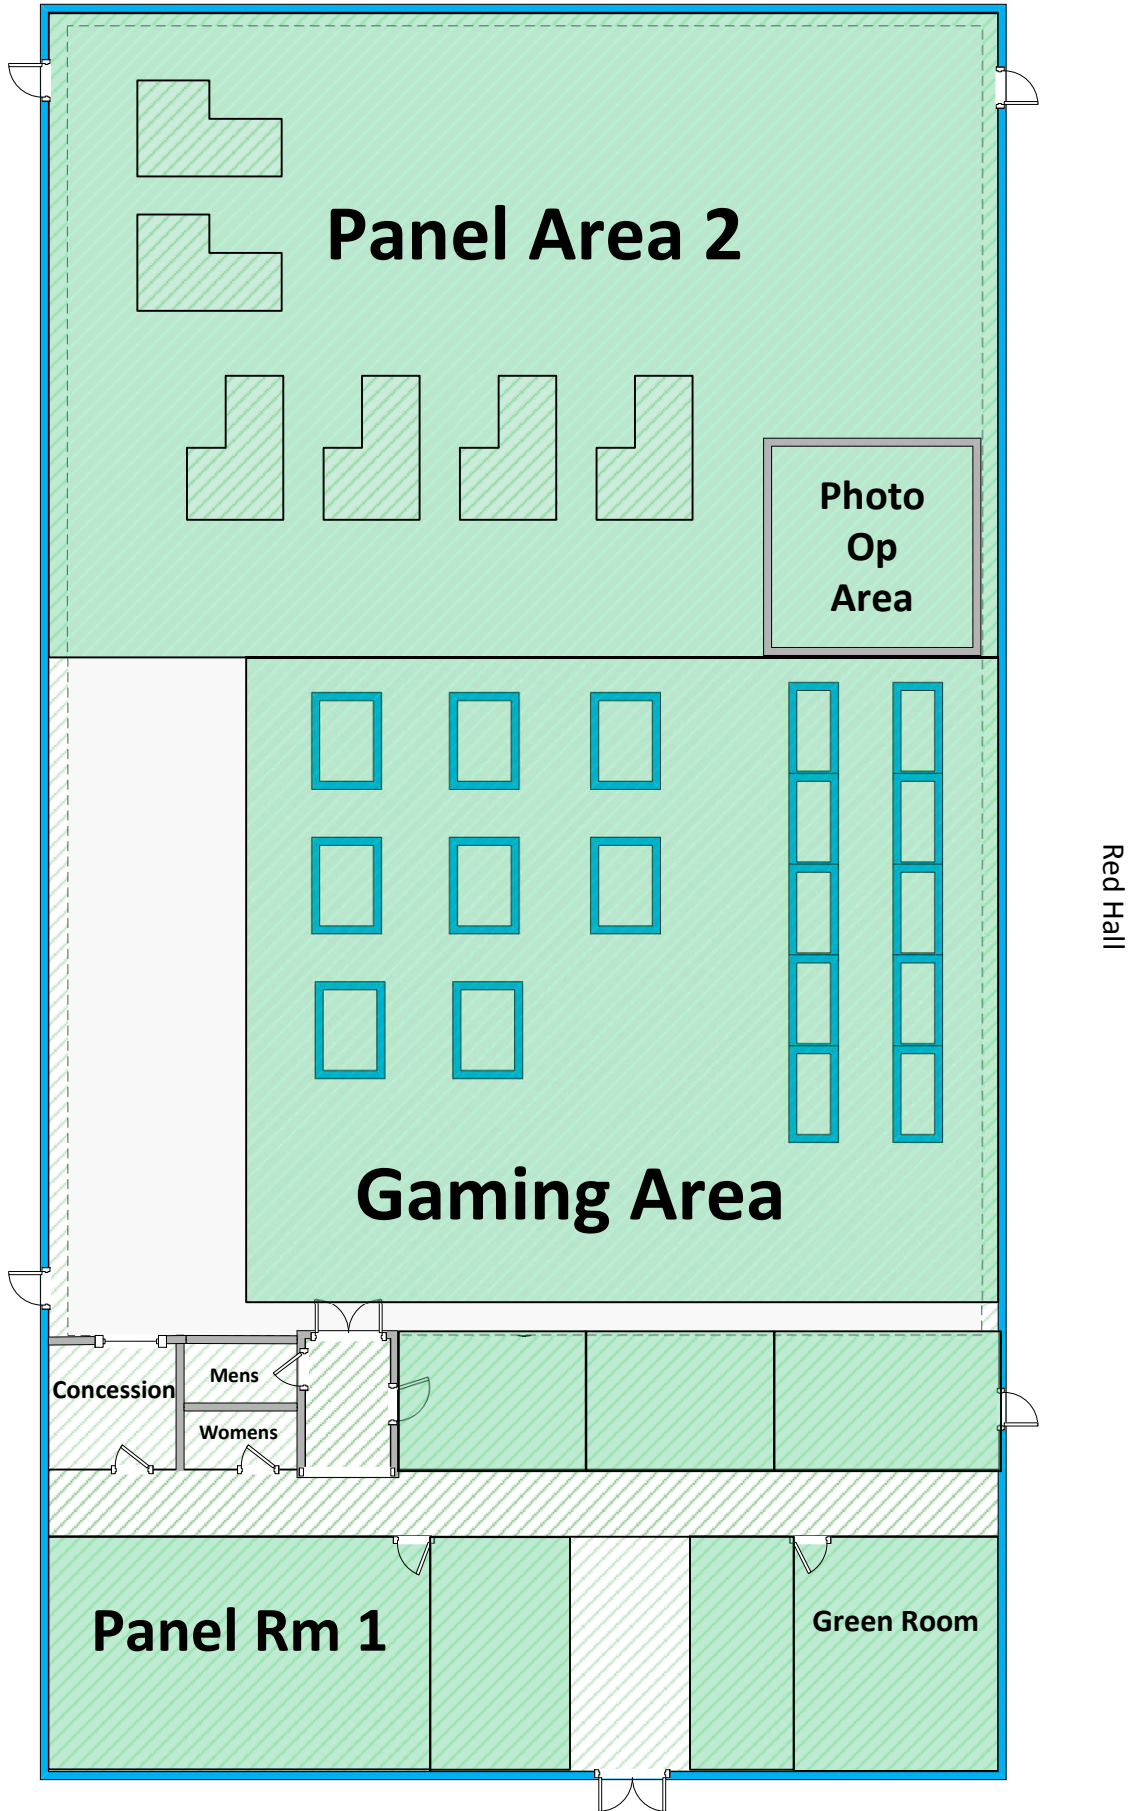 Panel Area 2
Photo
Op
Area
Red Hall
Gaming Area
Mens
Concession
Womens
Panel Rm 1
Green Room